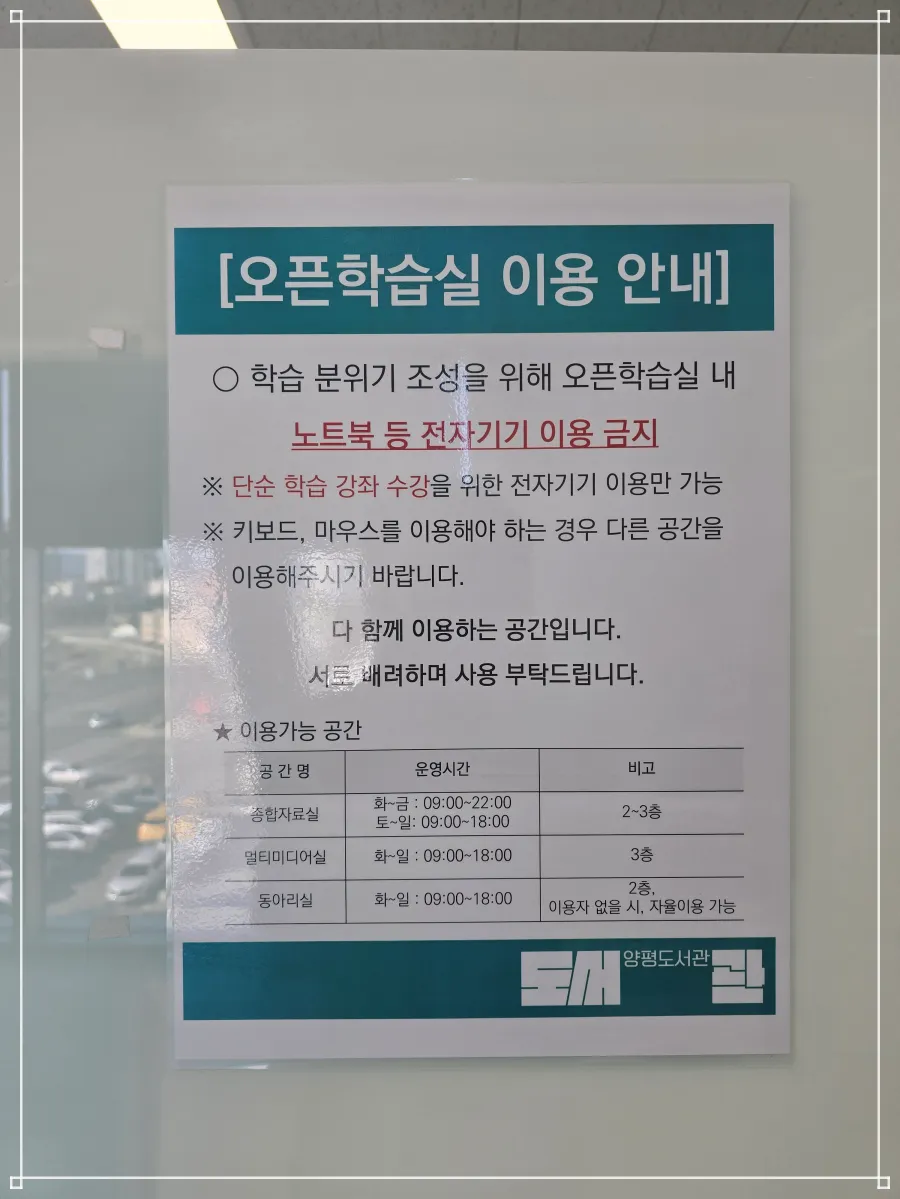 [오픈학습실 이용 안내]
○ 학습 분위기 조성을 위해 오픈학습실 내
노트북 등 전자기기 이용 금지
※ 단순 학습 강좌 수강을 위한 전자기기 이용만 가능
※ 키보드, 마우스를 이용해야 하는 경우 다른 공간을
이용해주시기 바랍니다.
다 함께 이용하는 공간입니다.
서로 배려하며 사용 부탁드립니다.
★ 이용가능 공간
공 간 명 운영시간 비고
종합자료실 화~금 : 09:00~22:00 2~3층
토~일: 09:00~18:00
멀티미디어실 화~일 : 09:00~18:00 3층
동아리실 화~일 : 09:00~18:00 2층,
이용자 없을 시, 자율이용 가능
도서 양평도서관 관